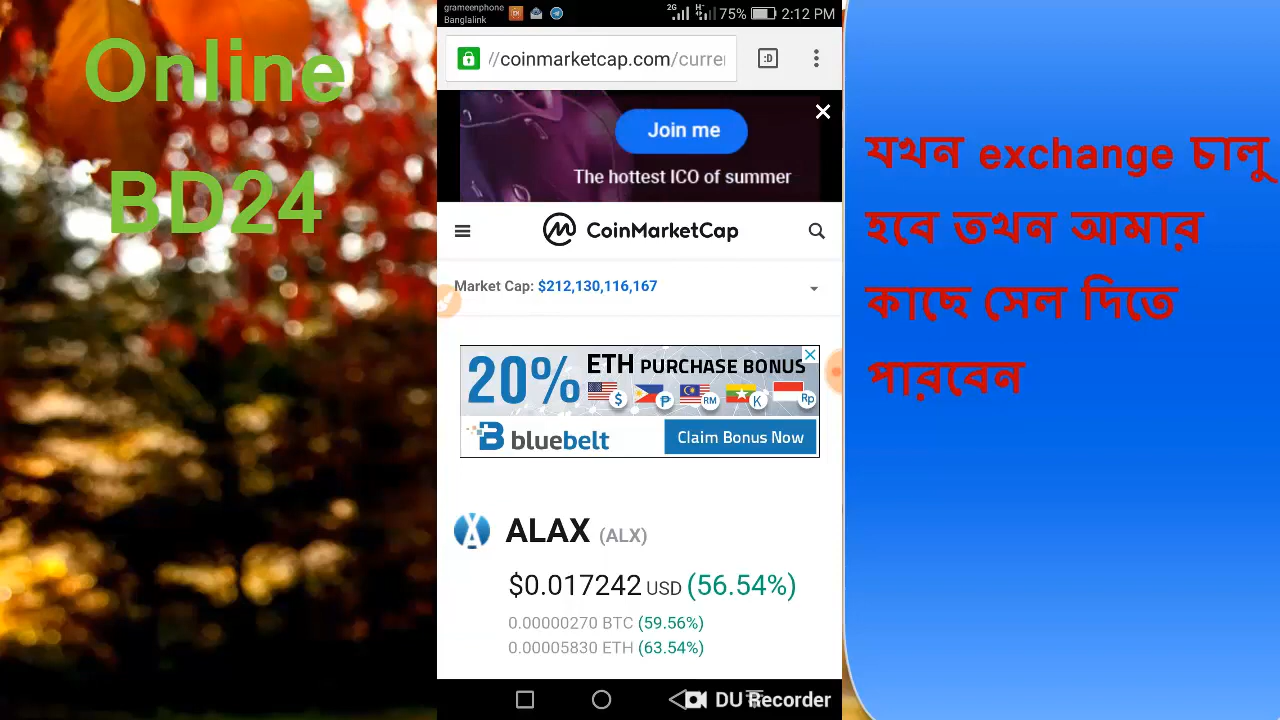 Online
BD24
grameenphone
Banglalink
2G
H
75%
2:12 PM
//coinmarketcap.com/curre
:D
Join me
The hottest ICO of summer
CoinMarketCap
Market Cap: $212,130,116,167
20% ETH PURCHASE BONUS
$ ₱ RM K Rp
bluebelt
Claim Bonus Now
ALAX (ALX)
$0.017242 USD (56.54%)
0.00000270 BTC (59.56%)
0.00005830 ETH (63.54%)
DU Recorder
যখন exchange চালু
হবে তখন আমার
কাছে সেল দিতে
পারবেন